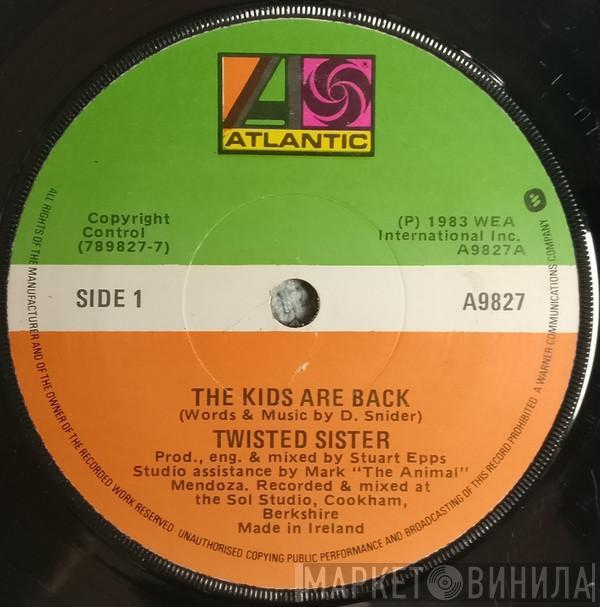 ATLANTIC
Copyright
Control
(789827-7)
(P) 1983 WEA
International Inc.
A9827A
SIDE 1
A9827
THE KIDS ARE BACK
(Words & Music by D. Snider)
TWISTED SISTER
Prod., eng. & mixed by Stuart Epps
Studio assistance by Mark "The Animal"
Mendoza. Recorded & mixed at
the Sol Studio, Cookham,
Berkshire
Made in Ireland
ALL RIGHTS OF THE MANUFACTURER AND OF THE OWNER OF THE RECORDED WORK RESERVED UNAUTHORISED COPYING PUBLIC PERFORMANCE AND BROADCASTING OF THIS RECORD PROHIBITED A WARNER COMMUNICATIONS COMPANY
МАРКЕТ ВИНИЛА